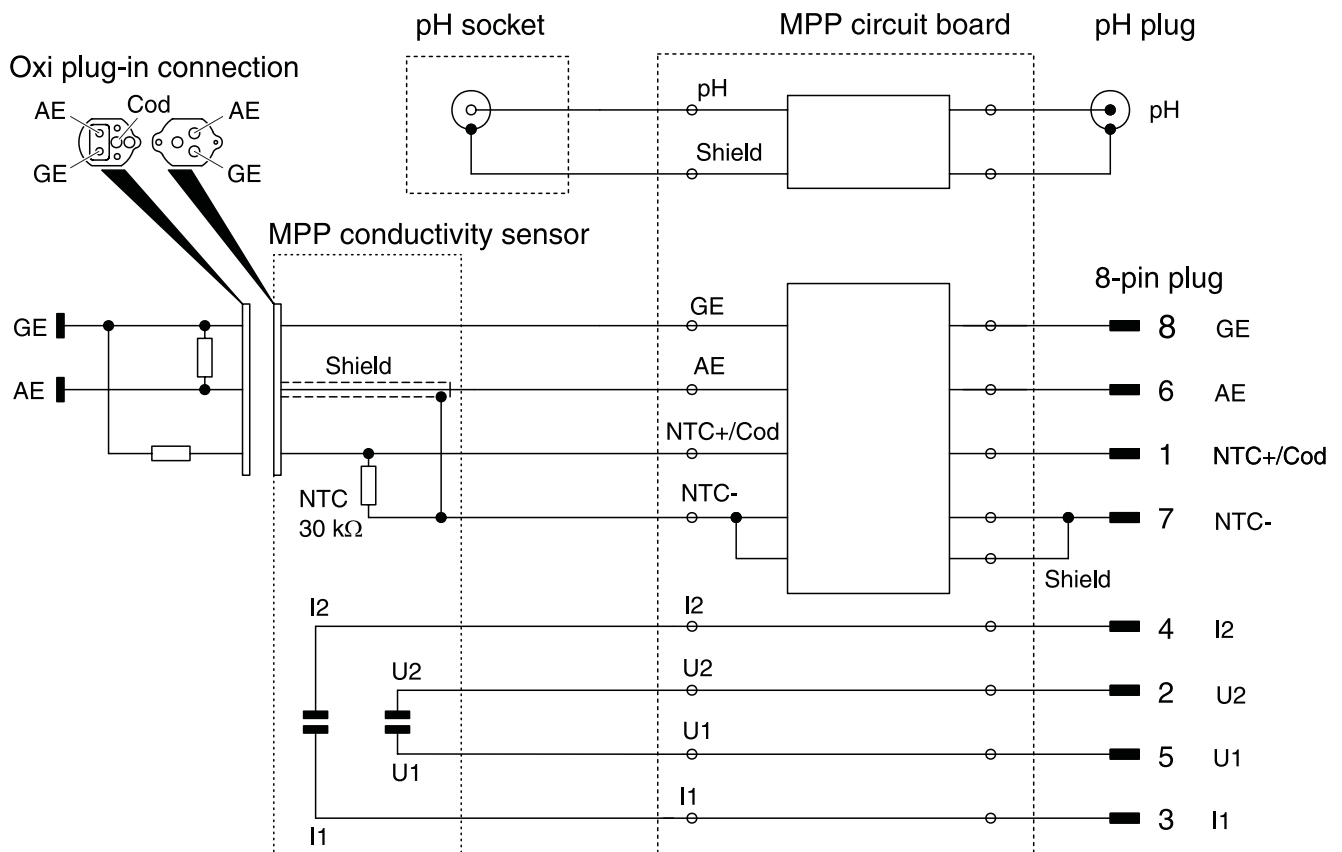 pH socket
MPP circuit board
pH plug
Oxi plug-in connection
AE
Cod
AE
GE
GE
pH
Shield
pH
MPP conductivity sensor
8-pin plug
GE
GE
8 GE
Shield
AE
AE
6 AE
NTC+/Cod
1 NTC+/Cod
NTC
30 kΩ
NTC-
7 NTC-
Shield
I2
I2
4 I2
U2
U2
2 U2
U1
U1
5 U1
I1
I1
3 I1